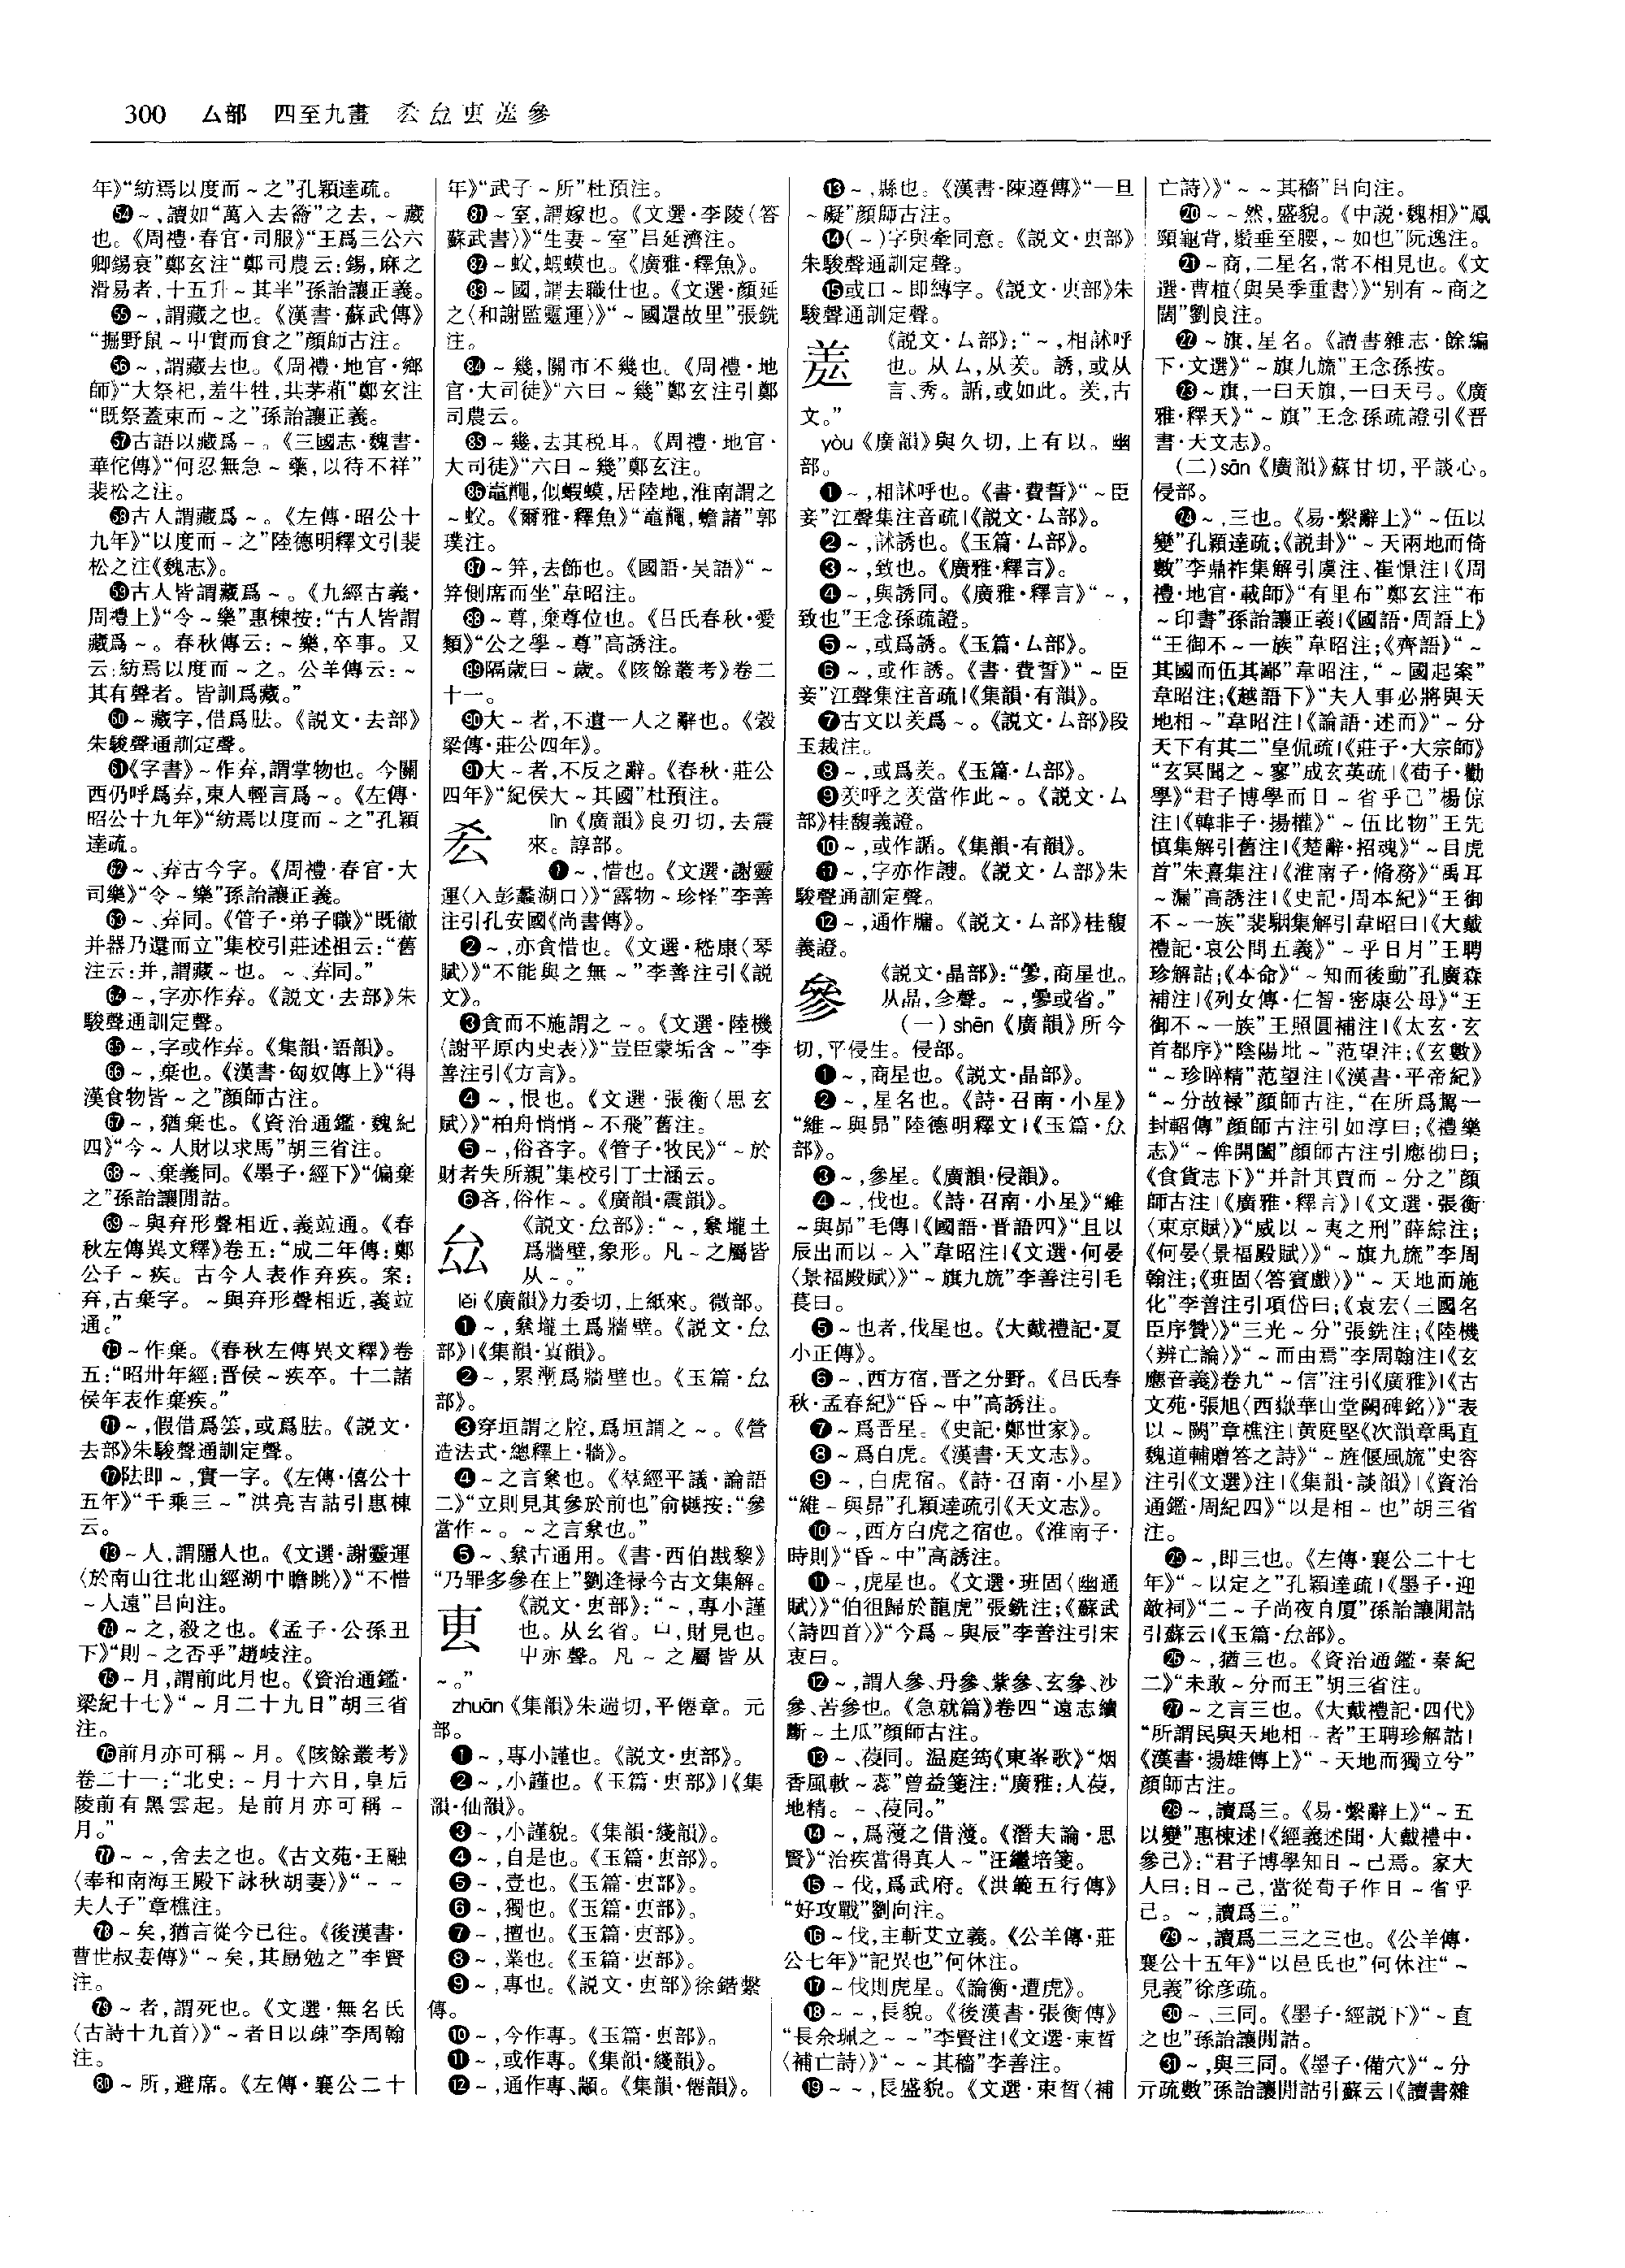 300 厶部 四至九畫 厺厽叀羑參
年》“紡焉以度而~之”孔穎達疏。
54~,讀如“萬入去籥”之去,~藏
也。《周禮·春官·司服》“王爲三公六
卿錫衰”鄭玄注“鄭司農云:錫,麻之
滑易者,十五升~其半”孫詒讓正義。
55~,謂藏之也。《漢書·蘇武傳》
“掘野鼠~屮實而食之”顔師古注。
56~,謂藏去也。《周禮·地官·鄉
師》“大祭祀,羞牛牲,共茅蒩”鄭玄注
“既祭蓋束而~之”孫詒讓正義。
57古語以藏爲~。《三國志·魏書·
華佗傳》“何忍無急~藥,以待不祥”
裴松之注。
58古人謂藏爲~。《左傳·昭公十
九年》“以度而~之”陸德明釋文引裴
松之注《魏志》。
59古人皆謂藏爲~。《九經古義·
周禮上》“令~樂”惠棟按:“古人皆謂
藏爲~。春秋傳云:~樂,卒事。又
云:紡焉以度而~之。公羊傳云:~
其有聲者。皆訓爲藏。”
60~藏字,借爲胠。《説文·去部》
朱駿聲通訓定聲。
61《字書》~作弆,謂掌物也。今關
西仍呼爲弆,東人輕言爲~。《左傳·
昭公十九年》“紡焉以度而~之”孔穎
達疏。
62~、弆古今字。《周禮·春官·大
司樂》“令~樂”孫詒讓正義。
63~、弆同。《管子·弟子職》“既徹
并器乃還而立”集校引莊述祖云:“舊
注云:并,謂藏~也。~、弆同。”
64~,字亦作弆。《説文·去部》朱
駿聲通訓定聲。
65~,字或作弆。《集韻·語韻》。
66~,棄也。《漢書·匈奴傳上》“得
漢食物皆~之”顔師古注。
67~,猶棄也。《資治通鑑·魏紀
四》“今~人財以求馬”胡三省注。
68~、棄義同。《墨子·經下》“偏棄
之”孫詒讓閒詁。
69~與弃形聲相近,義竝通。《春
秋左傳異文釋》卷五:“成二年傳:鄭
公子~疾。古今人表作弃疾。案:
弃,古棄字。~與弃形聲相近,義竝
通。”
70~作棄。《春秋左傳異文釋》卷
五:“昭卅年經:晋侯~疾卒。十二諸
侯年表作棄疾。”
71~,假借爲㚢,或爲胠。《説文·
去部》朱駿聲通訓定聲。
72阹即~,實一字。《左傳·僖公十
五年》“千乘三~”洪亮吉詁引惠棟
云。
73~人,謂隱人也。《文選·謝靈運
〈於南山往北山經湖中瞻眺〉》“不惜
~人遠”吕向注。
74~之,殺之也。《孟子·公孫丑
下》“則~之否乎”趙岐注。
75~月,謂前此月也。《資治通鑑·
梁紀十七》“~月二十九日”胡三省
注。
76前月亦可稱~月。《陔餘叢考》
卷二十一:“北史:~月十六日,皇后
陵前有黑雲起。是前月亦可稱~
月。”
77~~,舍去之也。《古文苑·王融
〈奉和南海王殿下詠秋胡妻〉》“~~
夫人子”章樵注。
78~矣,猶言從今已往。《後漢書·
曹世叔妻傳》“~矣,其勗勉之”李賢
注。
79~者,謂死也。《文選·無名氏
〈古詩十九首〉》“~者日以疎”李周翰
注。
80~所,避席。《左傳·襄公二十
年》“武子~所”杜預注。
81~室,謂嫁也。《文選·李陵〈答
蘇武書〉》“生妻~室”吕延濟注。
82~蚥,蝦蟆也。《廣雅·釋魚》。
83~國,謂去職仕也。《文選·顔延
之〈和謝監靈運〉》“~國還故里”張銑
注。
84~幾,關市不幾也。《周禮·地
官·大司徒》“六曰~幾”鄭玄注引鄭
司農云。
85~幾,去其税耳。《周禮·地官·
大司徒》“六曰~幾”鄭玄注。
86鼀䵷,似蝦蟆,居陸地,淮南謂之
~蚥。《爾雅·釋魚》“鼀䵷,蟾諸”郭
璞注。
87~笄,去飾也。《國語·吴語》“~
笄側席而坐”韋昭注。
88~尊,棄尊位也。《吕氏春秋·愛
類》“公之學~尊”高誘注。
89隔歲曰~歲。《陔餘叢考》卷二
十一。
90大~者,不遺一人之辭也。《穀
梁傳·莊公四年》。
91大~者,不反之辭。《春秋·莊公
四年》“紀侯大~其國”杜預注。
lìn《廣韻》良刃切,去震
來。諄部。
❶~,惜也。《文選·謝靈
運〈入彭蠡湖口〉》“露物~珍怪”李善
注引孔安國《尚書傳》。
❷~,亦貪惜也。《文選·嵇康〈琴
賦〉》“不能與之無~”李善注引《説
文》。
❸貪而不施謂之~。《文選·陸機
〈謝平原内史表〉》“豈臣蒙垢含~”李
善注引《方言》。
❹~,恨也。《文選·張衡〈思玄
賦〉》“柏舟悄悄~不飛”舊注。
❺~,俗吝字。《管子·牧民》“~於
財者失所親”集校引丁士涵云。
❻吝,俗作~。《廣韻·震韻》。
厽
《説文·厽部》:“~,絫壠土
爲牆壁,象形。凡~之屬皆
从~。”
lěi《廣韻》力委切,上紙來。微部。
❶~,絫壠土爲牆壁。《説文·厽
部》|《集韻·寘韻》。
❷~,累壍爲牆壁也。《玉篇·厽
部》。
❸穿垣謂之腔,爲垣謂之~。《營
造法式·總釋上·牆》。
❹~之言絫也。《羣經平議·論語
二》“立則見其參於前也”俞樾按:“參
當作~。~之言絫也。”
❺~、絫古通用。《書·西伯戡黎》
“乃罪多參在上”劉逢禄今古文集解。
叀
《説文·叀部》:“~,專小謹
也。从幺省。屮,財見也。
屮亦聲。凡~之屬皆从
~。”
zhuān《集韻》朱遄切,平僊章。元
部。
❶~,專小謹也。《説文·叀部》。
❷~,小謹也。《玉篇·叀部》|《集
韻·仙韻》。
❸~,小謹貌。《集韻·綫韻》。
❹~,自是也。《玉篇·叀部》。
❺~,壹也。《玉篇·叀部》。
❻~,獨也。《玉篇·叀部》。
❼~,擅也。《玉篇·叀部》。
❽~,業也。《玉篇·叀部》。
❾~,專也。《説文·叀部》徐鍇繫
傳。
❿~,今作專。《玉篇·叀部》。
⓫~,或作專。《集韻·綫韻》。
⓬~,通作專、顓。《集韻·僊韻》。
⓭~,縣也。《漢書·陳遵傳》“一旦
~礙”顔師古注。
⓮(~)字與牽同意。《説文·叀部》
朱駿聲通訓定聲。
⓯或曰~即䋺字。《説文·叀部》朱
駿聲通訓定聲。
《説文·厶部》:“~,相訹呼
也。从厶,从羑。誘,或从
言、秀。䛻,或如此。羑,古
文。”
yòu《廣韻》與久切,上有以。幽
部。
❶~,相訹呼也。《書·費誓》“~臣
妾”江聲集注音疏|《説文·厶部》。
❷~,訹誘也。《玉篇·厶部》。
❸~,致也。《廣雅·釋言》。
❹~,與誘同。《廣雅·釋言》“~,
致也”王念孫疏證。
❺~,或爲誘。《玉篇·厶部》。
❻~,或作誘。《書·費誓》“~臣
妾”江聲集注音疏|《集韻·有韻》。
❼古文以羑爲~。《説文·厶部》段
玉裁注。
❽~,或爲羑。《玉篇·厶部》。
❾羑呼之羑當作此~。《説文·厶
部》桂馥義證。
❿~,或作䛻。《集韻·有韻》。
⓫~,字亦作謏。《説文·厶部》朱
駿聲通訓定聲。
⓬~,通作牖。《説文·厶部》桂馥
義證。
參
《説文·晶部》:“曑,商星也。
从晶,㐱聲。~,曑或省。”
(一)shēn《廣韻》所今
切,平侵生。侵部。
❶~,商星也。《説文·晶部》。
❷~,星名也。《詩·召南·小星》
“維~與昴”陸德明釋文|《玉篇·厽
部》。
❸~,參星。《廣韻·侵韻》。
❹~,伐也。《詩·召南·小星》“維
~與昴”毛傳|《國語·晋語四》“且以
辰出而以~入”韋昭注|《文選·何晏
〈景福殿賦〉》“~旗九旒”李善注引毛
萇曰。
❺~也者,伐星也。《大戴禮記·夏
小正傳》。
❻~,西方宿,晋之分野。《吕氏春
秋·孟春紀》“昏~中”高誘注。
❼~爲晋星。《史記·鄭世家》。
❽~爲白虎。《漢書·天文志》。
❾~,白虎宿。《詩·召南·小星》
“維~與昴”孔穎達疏引《天文志》。
❿~,西方白虎之宿也。《淮南子·
時則》“昏~中”高誘注。
⓫~,虎星也。《文選·班固〈幽通
賦〉》“伯徂歸於龍虎”張銑注;《蘇武
〈詩四首〉》“今爲~與辰”李善注引宋
衷曰。
⓬~,謂人參、丹參、紫參、玄參、沙
參、苦參也。《急就篇》卷四“遠志續
斷~土瓜”顔師古注。
⓭~、葠同。温庭筠《東峯歌》“烟
香風軟~蕊”曾益箋注:“廣雅:人葠,
地精。~、葠同。”
⓮~,爲蓡之借蓡。《潛夫論·思
賢》“治疾當得真人~”汪繼培箋。
⓯~伐,爲武府。《洪範五行傳》
“好攻戰”劉向注。
⓰~伐,主斬艾立義。《公羊傳·莊
公七年》“記異也”何休注。
⓱~伐則虎星。《論衡·遭虎》。
⓲~~,長貌。《後漢書·張衡傳》
“長余珮之~~”李賢注|《文選·束晳
〈補亡詩〉》“~~其穡”李善注。
⓳~~,長盛貌。《文選·束晳〈補
亡詩〉》“~~其穡”吕向注。
⓴~~然,盛貌。《中説·魏相》“鳳
頸龜背,鬚垂至腰,~如也”阮逸注。
21~商,二星名,常不相見也。《文
選·曹植〈與吴季重書〉》“别有~商之
闊”劉良注。
22~旗,星名。《讀書雜志·餘編
下·文選》“~旗九旒”王念孫按。
23~旗,一曰天旗,一曰天弓。《廣
雅·釋天》“~旗”王念孫疏證引《晋
書·天文志》。
(二)sān《廣韻》蘇甘切,平談心。
侵部。
24~,三也。《易·繫辭上》“~伍以
變”孔穎達疏;《説卦》“~天兩地而倚
數”李鼎祚集解引虞注、崔憬注|《周
禮·地官·載師》“有里布”鄭玄注“布
~印書”孫詒讓正義|《國語·周語上》
“王御不~一族”韋昭注;《齊語》“~
其國而伍其鄙”韋昭注,“~國起案”
韋昭注;《越語下》“夫人事必將與天
地相~”韋昭注|《論語·述而》“~分
天下有其二”皇侃疏|《莊子·大宗師》
“玄冥聞之~寥”成玄英疏|《荀子·勸
學》“君子博學而日~省乎己”楊倞
注|《韓非子·揚權》“~伍比物”王先
慎集解引舊注|《楚辭·招魂》“~目虎
首”朱熹集注|《淮南子·脩務》“禹耳
~漏”高誘注|《史記·周本紀》“王御
不~一族”裴駰集解引韋昭曰|《大戴
禮記·哀公問五義》“~乎日月”王聘
珍解詁;《本命》“~知而後動”孔廣森
補注|《列女傳·仁智·密康公母》“王
御不~一族”王照圓補注|《太玄·玄
首都序》“陰陽㘩~”范望注;《玄數》
“~珍睟精”范望注|《漢書·平帝紀》
“~分故禄”顔師古注,“在所爲駕一
封軺傳”顔師古注引如淳曰;《禮樂
志》“~侔開闔”顔師古注引應劭曰;
《食貨志下》“并計其賈而~分之”顔
師古注|《廣雅·釋言》|《文選·張衡
〈東京賦〉》“威以~夷之刑”薛綜注;
《何晏〈景福殿賦〉》“~旗九旒”李周
翰注;《班固〈答賓戲〉》“~天地而施
化”李善注引項岱曰;《袁宏〈三國名
臣序贊〉》“三光~分”張銑注;《陸機
〈辨亡論〉》“~而由焉”李周翰注|《玄
應音義》卷九“~信”注引《廣雅》|《古
文苑·張旭〈西嶽華山堂闕碑銘〉》“表
以~闕”章樵注|黄庭堅《次韻章禹直
魏道輔贈答之詩》“~旌偃風旒”史容
注引《文選》注|《集韻·談韻》|《資治
通鑑·周紀四》“以是相~也”胡三省
注。
25~,即三也。《左傳·襄公二十七
年》“~以定之”孔穎達疏|《墨子·迎
敵祠》“二~子尚夜自厦”孫詒讓閒詁
引蘇云|《玉篇·厽部》。
26~,猶三也。《資治通鑑·秦紀
二》“未敢~分而王”胡三省注。
27~之言三也。《大戴禮記·四代》
“所謂民與天地相~者”王聘珍解詁|
《漢書·揚雄傳上》“~天地而獨立兮”
顔師古注。
28~,讀爲三。《易·繫辭上》“~五
以變”惠棟述|《經義述聞·大戴禮中·
參己》:“君子博學知日~己焉。家大
人曰:日~己,當從荀子作日~省乎
己。~,讀爲三。”
29~,讀爲二三之三也。《公羊傳·
襄公十五年》“以邑氏也”何休注“~
見義”徐彦疏。
30~、三同。《墨子·經説下》“~直
之也”孫詒讓閒詁。
31~,與三同。《墨子·備穴》“~分
亓疏數”孫詒讓閒詁引蘇云|《讀書雜